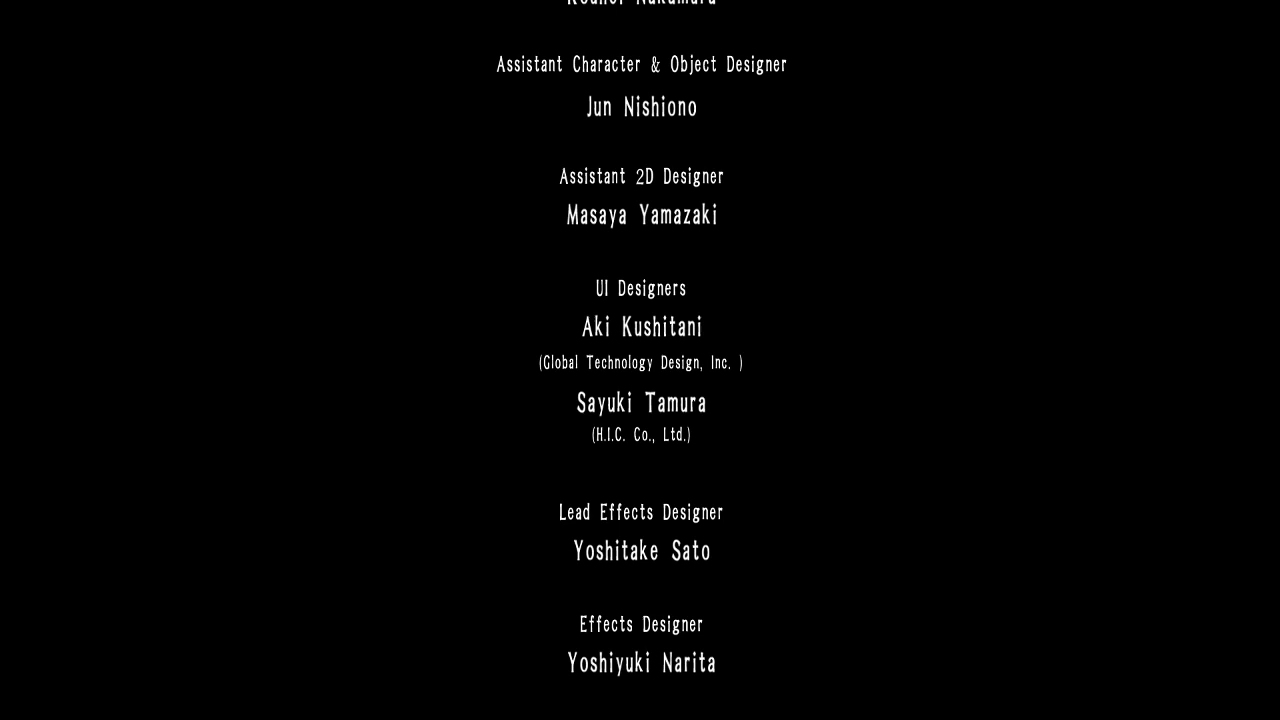 Assistant Character & Object Designer
Jun Nishiono
Assistant 2D Designer
Masaya Yamazaki
UI Designers
Aki Kushitani
(Global Technology Design, Inc. )
Sayuki Tamura
(H.I.C. Co., Ltd.)
Lead Effects Designer
Yoshitake Sato
Effects Designer
Yoshiyuki Narita